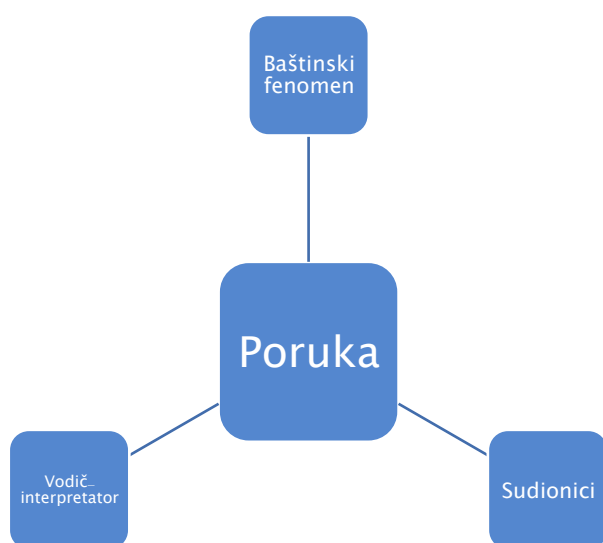 Baštinski
fenomen
Poruka
Vodič–
interpretator
Sudionici